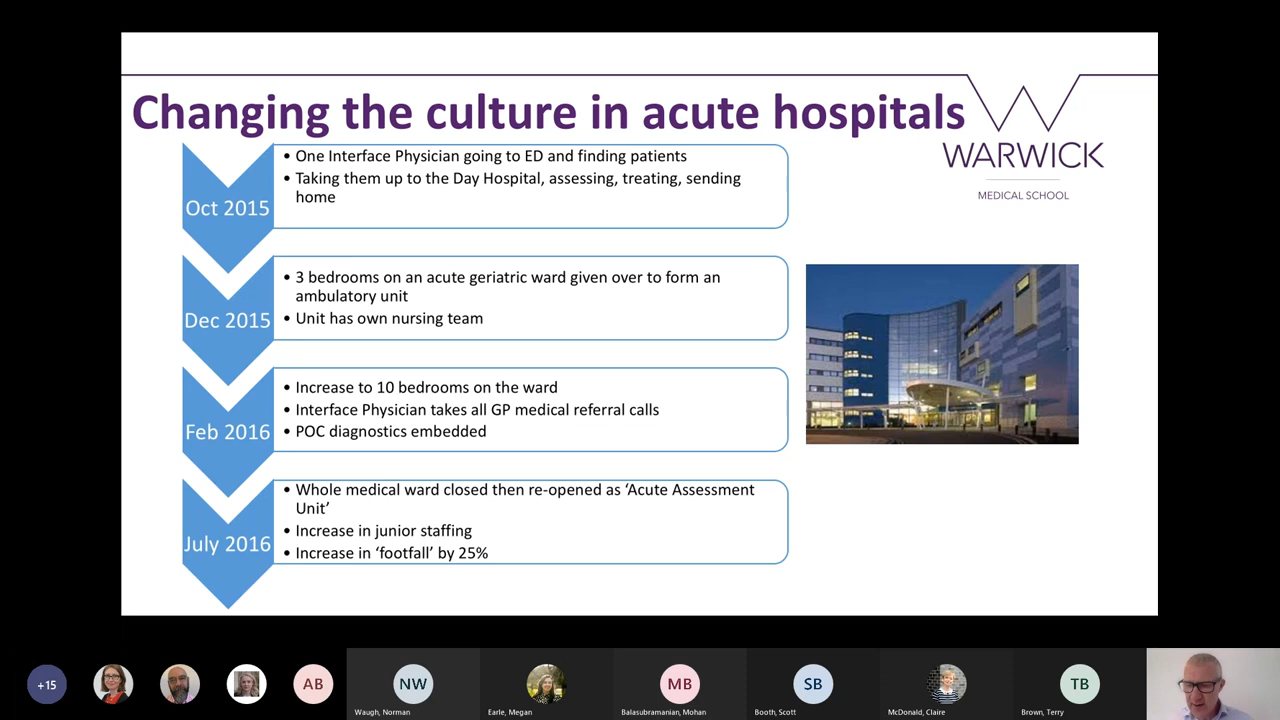 Changing the culture in acute hospitals
WARWICK
MEDICAL SCHOOL
Oct 2015
• One Interface Physician going to ED and finding patients
• Taking them up to the Day Hospital, assessing, treating, sending
home
Dec 2015
• 3 bedrooms on an acute geriatric ward given over to form an
ambulatory unit
• Unit has own nursing team
Feb 2016
• Increase to 10 bedrooms on the ward
• Interface Physician takes all GP medical referral calls
• POC diagnostics embedded
July 2016
• Whole medical ward closed then re-opened as ‘Acute Assessment
Unit’
• Increase in junior staffing
• Increase in ‘footfall’ by 25%
+15
AB
NW
MB
SB
TB
Waugh, Norman
Earle, Megan
Balasubramanian, Mohan
Booth, Scott
McDonald, Claire
Brown, Terry